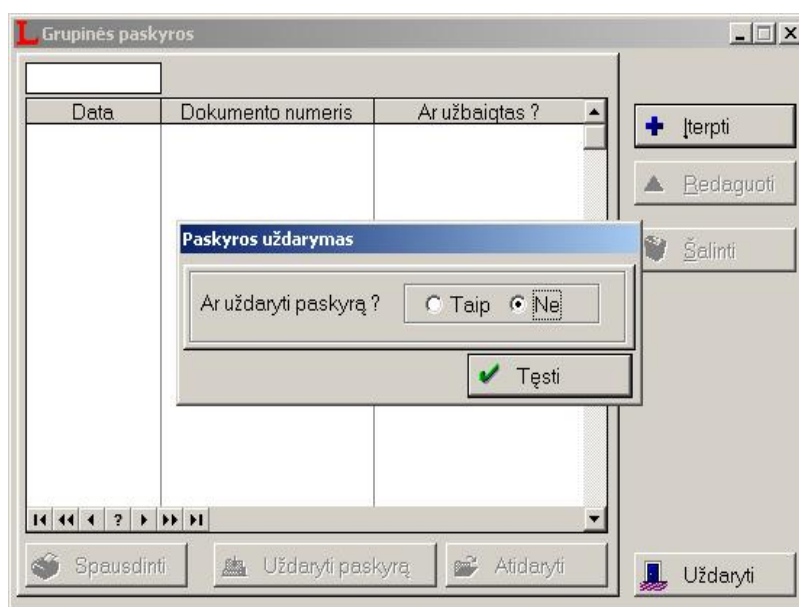 L Grupinės paskyros
Data Dokumento numeris Ar užbaigtas ?
Įterpti
Redaguoti
Šalinti
Paskyros uždarymas
Ar uždaryti paskyrą ? Taip Ne
Tęsti
?
Spausdinti Uždaryti paskyrą Atidaryti
Uždaryti